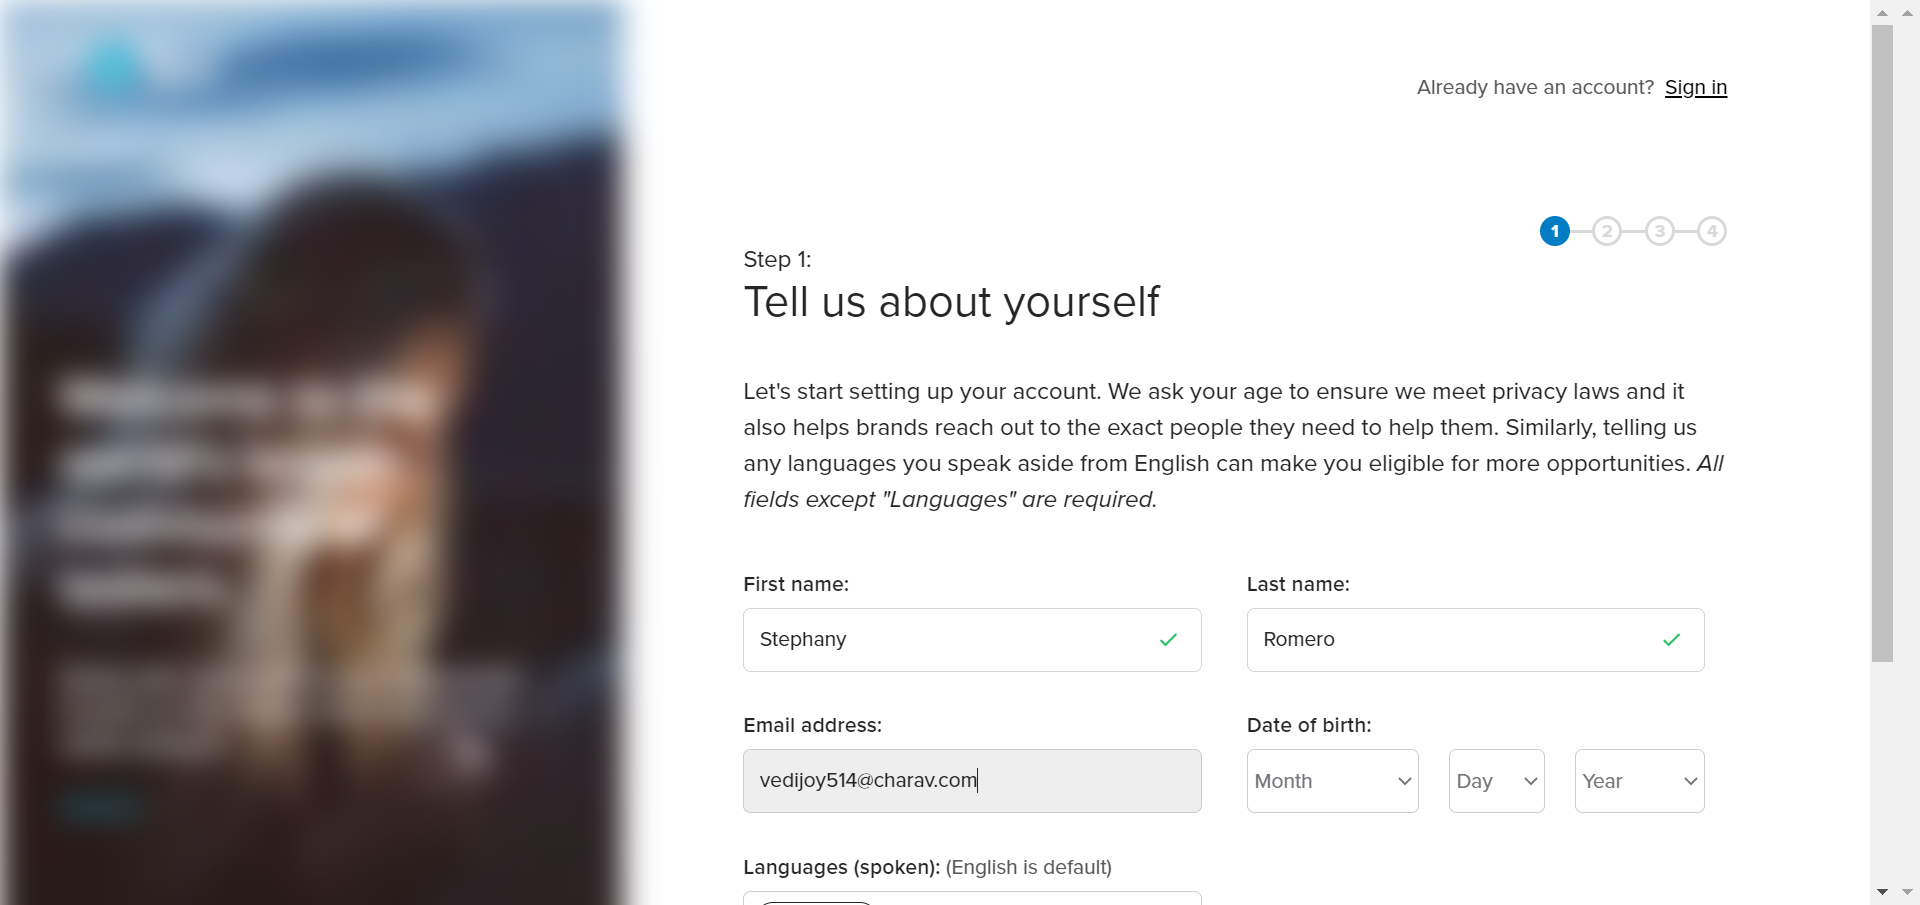 Already have an account? Sign in
1 2 3 4
Step 1:
Tell us about yourself
Let's start setting up your account. We ask your age to ensure we meet privacy laws and it
also helps brands reach out to the exact people they need to help them. Similarly, telling us
any languages you speak aside from English can make you eligible for more opportunities. All
fields except "Languages" are required.
First name: Last name:
Stephany Romero
Email address: Date of birth:
vedijoy514@charav.com Month Day Year
Languages (spoken): (English is default)